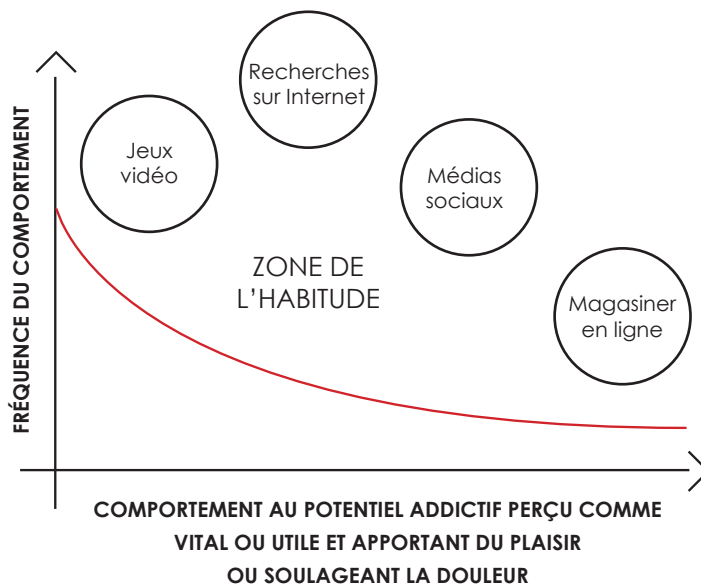 Recherches
sur Internet
Jeux
vidéo
Médias
sociaux
ZONE DE
L'HABITUDE
Magasiner
en ligne
FRÉQUENCE DU COMPORTEMENT
COMPORTEMENT AU POTENTIEL ADDICTIF PERÇU COMME
VITAL OU UTILE ET APPORTANT DU PLAISIR
OU SOULAGEANT LA DOULEUR